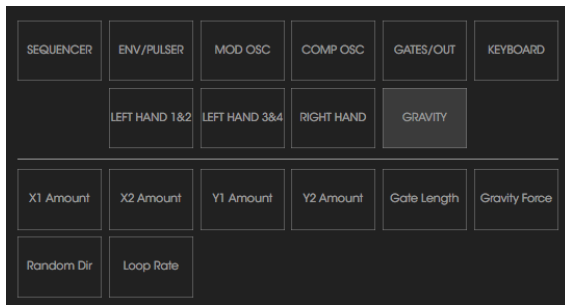 SEQUENCER ENV/PULSER MOD OSC COMP OSC GATES/OUT KEYBOARD
LEFT HAND 1&2 LEFT HAND 3&4 RIGHT HAND GRAVITY
X1 Amount X2 Amount Y1 Amount Y2 Amount Gate Length Gravity Force
Random Dir Loop Rate